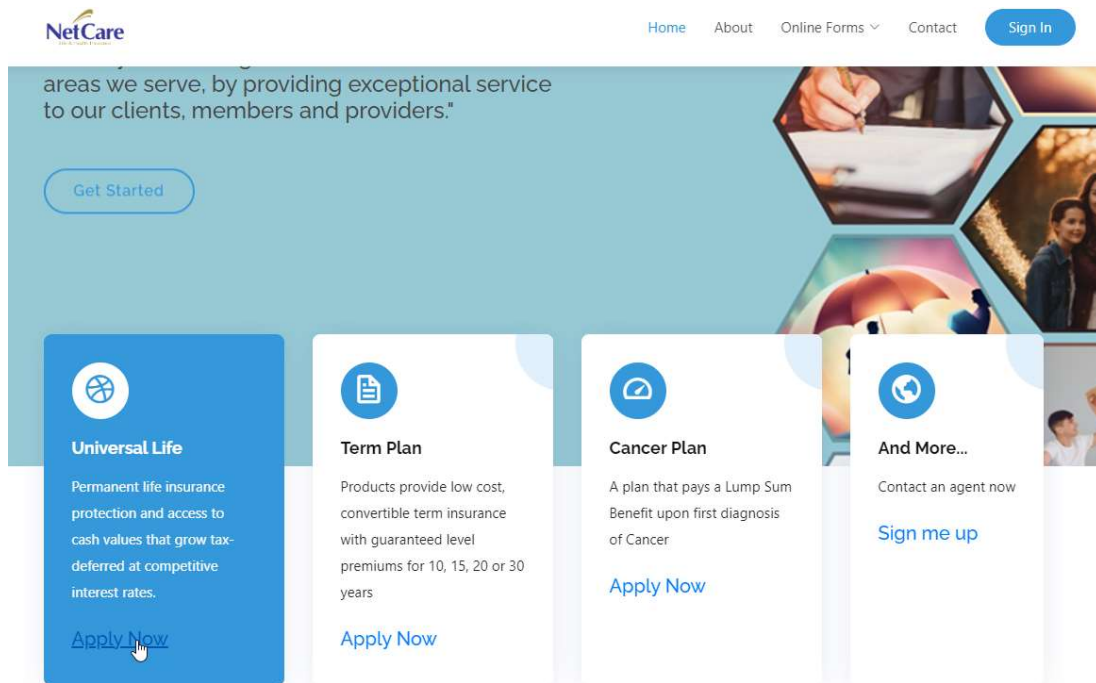 NetCare
Home About Online Forms Contact Sign In
areas we serve, by providing exceptional service
to our clients, members and providers."
Get Started
Universal Life
Permanent life insurance
protection and access to
cash values that grow tax-
deferred at competitive
interest rates.
Apply Now
Term Plan
Products provide low cost,
convertible term insurance
with guaranteed level
premiums for 10, 15, 20 or 30
years
Apply Now
Cancer Plan
A plan that pays a Lump Sum
Benefit upon first diagnosis
of Cancer
Apply Now
And More...
Contact an agent now
Sign me up